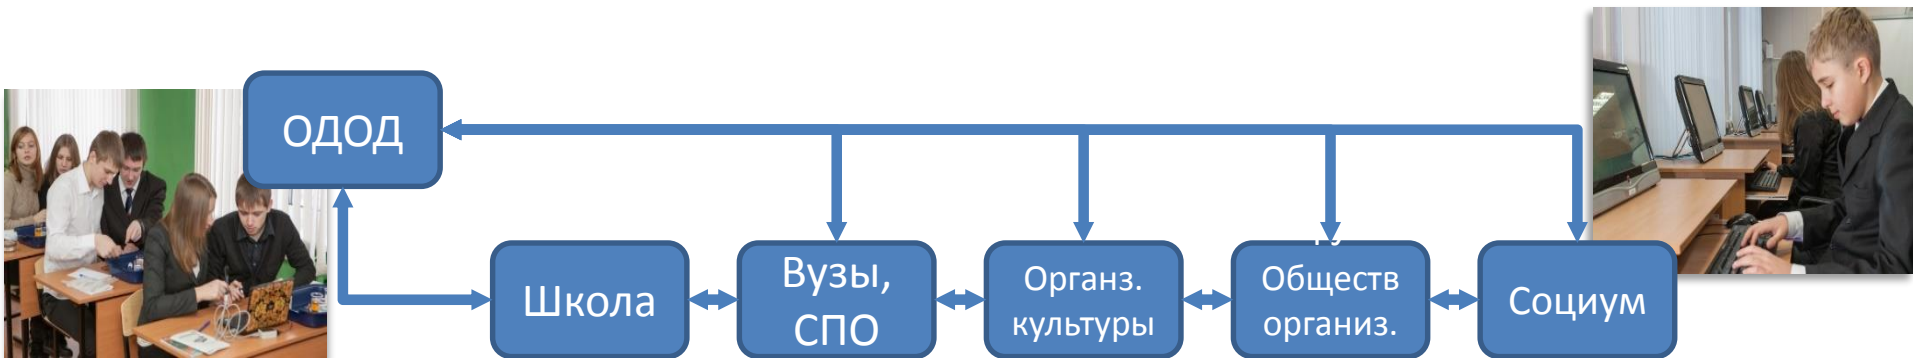 ОДОД
Школа
Вузы,
СПО
Органз.
культуры
Обществ
организ.
Социум